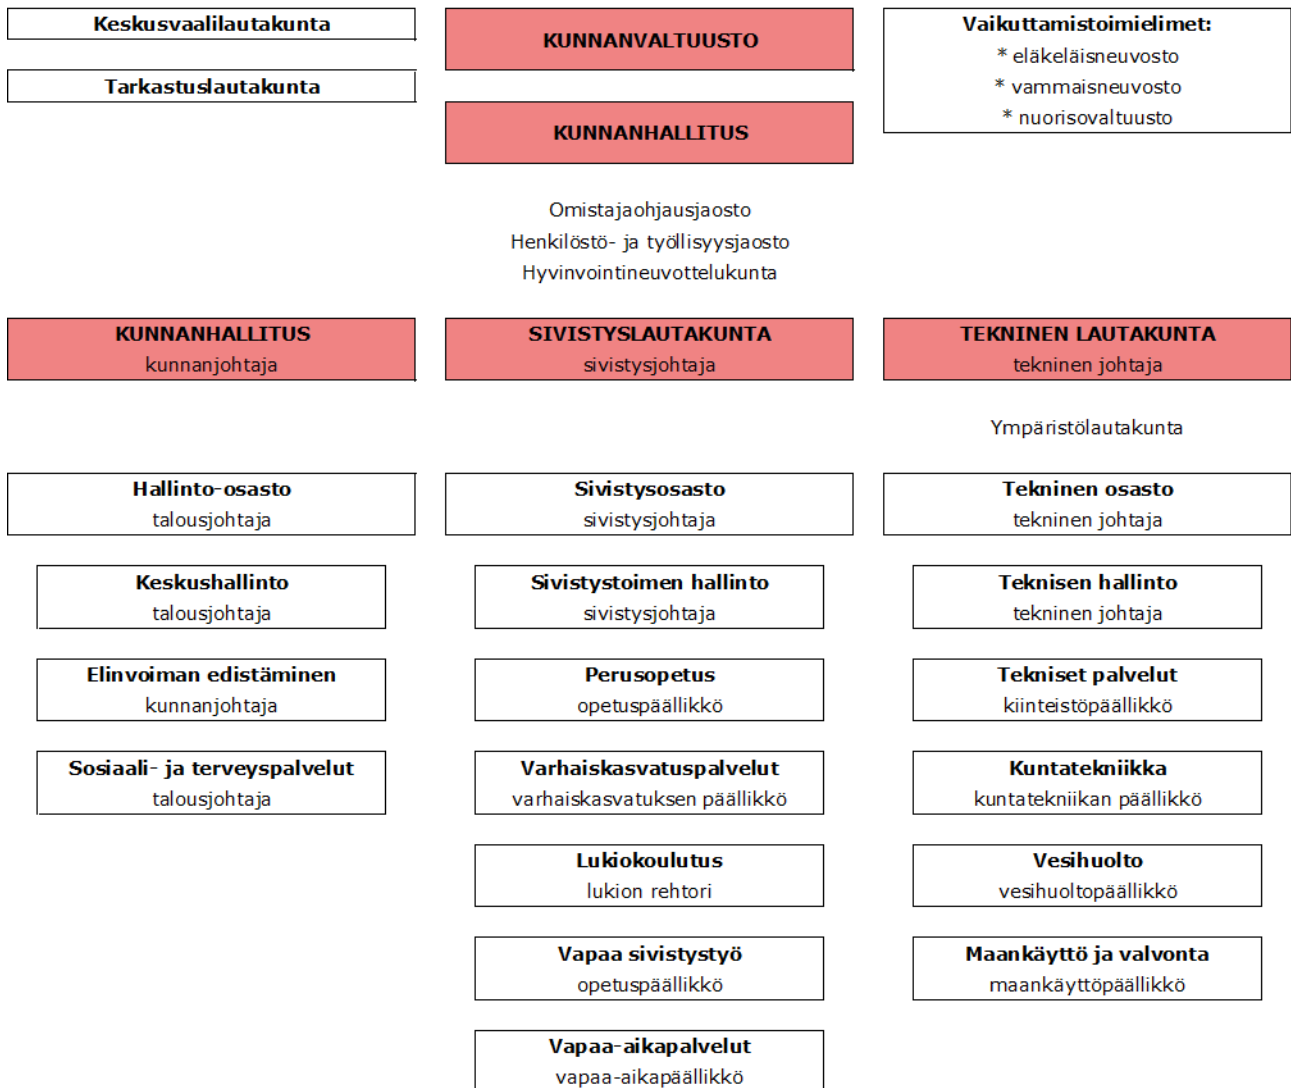 Keskusvaalilautakunta
Tarkastuslautakunta
KUNNANVALTUUSTO
KUNNANHALLITUS
Vaikuttamistoimielimet:
* eläkeläisneuvosto
* vammaisneuvosto
* nuorisovaltuusto
Omistajaohjausjaosto
Henkilöstö- ja työllisyysjaosto
Hyvinvointineuvottelukunta
KUNNANHALLITUS
kunnanjohtaja
SIVISTYSLAUTAKUNTA
sivistysjohtaja
TEKNINEN LAUTAKUNTA
tekninen johtaja
Ympäristölautakunta
Hallinto-osasto
talousjohtaja
Keskushallinto
talousjohtaja
Elinvoiman edistäminen
kunnanjohtaja
Sosiaali- ja terveyspalvelut
talousjohtaja
Sivistysosasto
sivistysjohtaja
Sivistystoimen hallinto
sivistysjohtaja
Perusopetus
opetuspäällikkö
Varhaiskasvatuspalvelut
varhaiskasvatuksen päällikkö
Lukiokoulutus
lukion rehtori
Vapaa sivistystyö
opetuspäällikkö
Vapaa-aikapalvelut
vapaa-aikapäällikkö
Tekninen osasto
tekninen johtaja
Teknisen hallinto
tekninen johtaja
Tekniset palvelut
kiinteistöpäällikkö
Kuntatekniikka
kuntatekniikan päällikkö
Vesihuolto
vesihuoltopäällikkö
Maankäyttö ja valvonta
maankäyttöpäällikkö